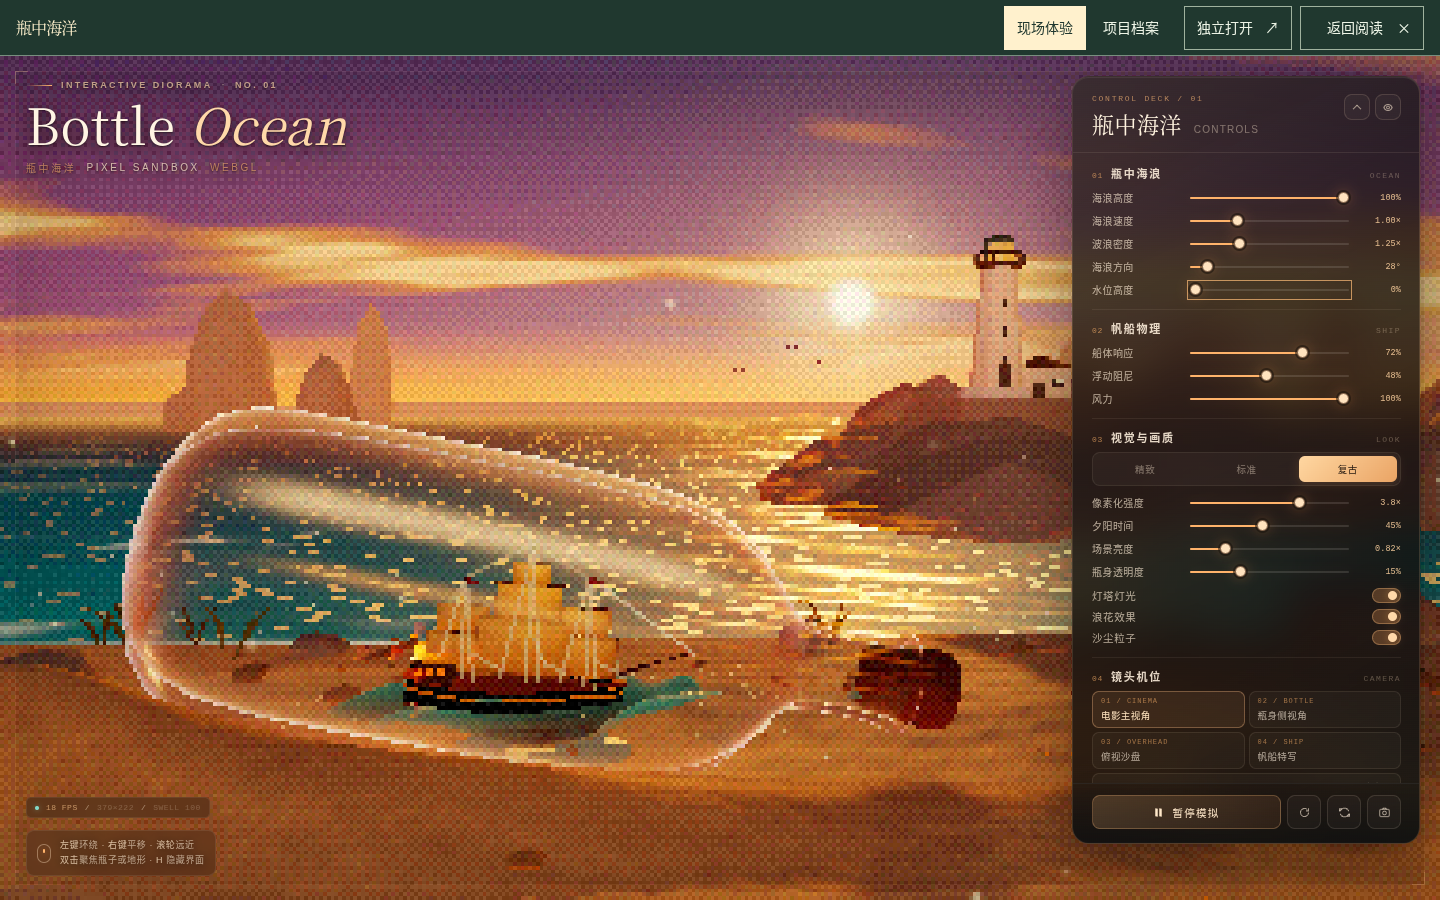 瓶中海洋
现场体验
项目档案
独立打开 ↗
返回阅读 ×
INTERACTIVE DIORAMA · NO. 01
Bottle Ocean
瓶中海洋 PIXEL SANDBOX WEBGL
CONTROL DECK / 01
瓶中海洋 CONTROLS
01 瓶中海浪 OCEAN
海浪高度 100%
海浪速度 1.00×
波浪密度 1.25×
海浪方向 28°
水位高度 0%
02 帆船物理 SHIP
船体响应 72%
浮动阻尼 48%
风力 100%
03 视觉与画质 LOOK
精致 标准 复古
像素化强度 3.8×
夕阳时间 45%
场景亮度 0.82×
瓶身透明度 15%
灯塔灯光
浪花效果
沙尘粒子
04 镜头机位 CAMERA
01 / CINEMA
电影主视角
02 / BOTTLE
瓶身侧视角
03 / OVERHEAD
俯视沙盘
04 / SHIP
帆船特写
暂停模拟
18 FPS / 379×222 / SWELL 100
左键环绕 · 右键平移 · 滚轮远近
双击聚焦瓶子或地形 · H 隐藏界面